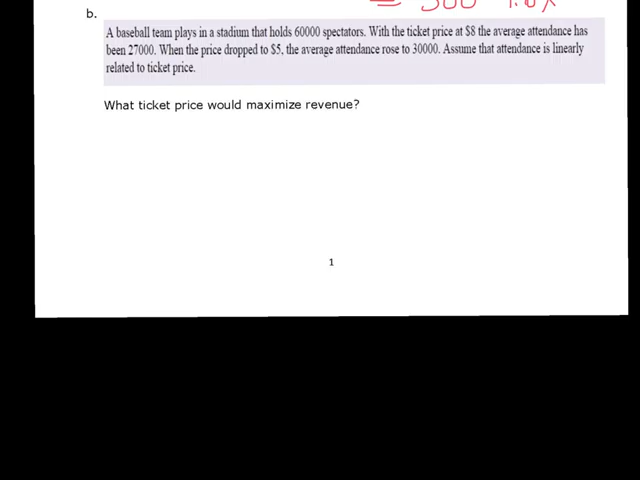 = 300
b.
A baseball team plays in a stadium that holds 60000 spectators. With the ticket price at $8 the average attendance has
been 27000. When the price dropped to $5, the average attendance rose to 30000. Assume that attendance is linearly
related to ticket price.
What ticket price would maximize revenue?
1